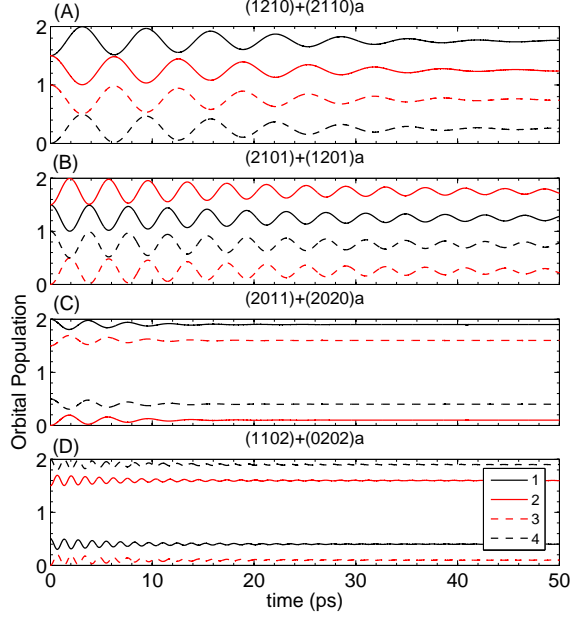 (A)
(1210)+(2110)a
2
1
0
(B)
(2101)+(1201)a
2
1
0
(C)
(2011)+(2020)a
2
1
0
(D)
(1102)+(0202)a
2
1
0
1
2
3
4
0 10 20 30 40 50
time (ps)
Orbital Population